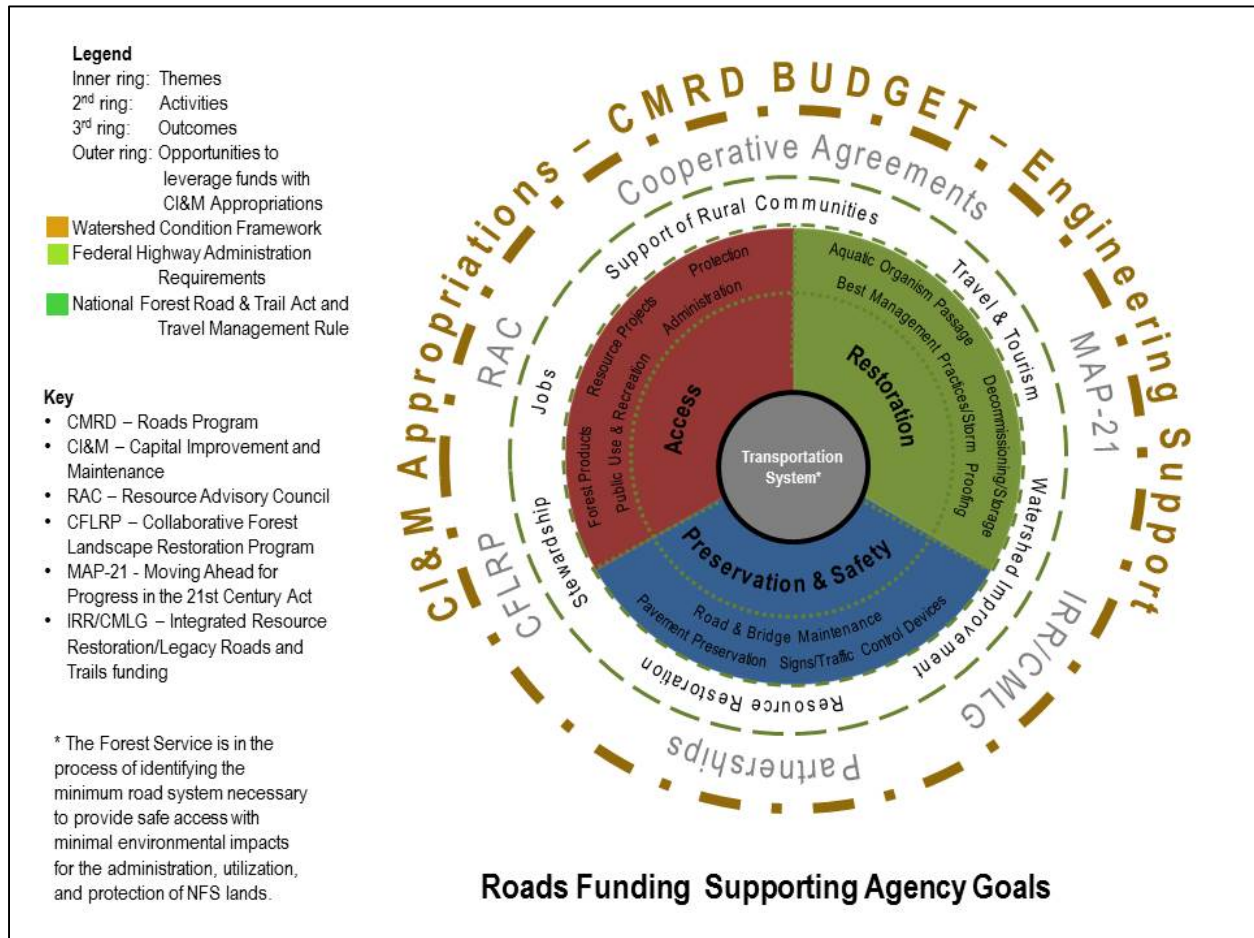 Legend
Inner ring: Themes
2nd ring: Activities
3rd ring: Outcomes
Outer ring: Opportunities to
leverage funds with
CI&M Appropriations
Watershed Condition Framework
Federal Highway Administration
Requirements
National Forest Road & Trail Act and
Travel Management Rule
Key
• CMRD – Roads Program
• CI&M – Capital Improvement and
Maintenance
• RAC – Resource Advisory Council
• CFLRP – Collaborative Forest
Landscape Restoration Program
• MAP-21 - Moving Ahead for
Progress in the 21st Century Act
• IRR/CMLG – Integrated Resource
Restoration/Legacy Roads and
Trails funding
* The Forest Service is in the
process of identifying the
minimum road system necessary
to provide safe access with
minimal environmental impacts
for the administration, utilization,
and protection of NFS lands.
CI&M Appropriations – CMRD BUDGET – Engineering Support
Cooperative Agreements
MAP-21
IRR/CMLG
Partnerships
CFLRP
RAC
Support of Rural Communities
Travel & Tourism
Watershed Improvement
Resource Restoration
Stewardship
Jobs
Forest Products
Resource Projects
Protection
Public Use & Recreation
Administration
Access
Aquatic Organism Passage
Decommissioning/Storage
Best Management Practices/Storm Proofing
Restoration
Transportation
System*
Preservation & Safety
Road & Bridge Maintenance
Pavement Preservation
Signs/Traffic Control Devices
Roads Funding Supporting Agency Goals